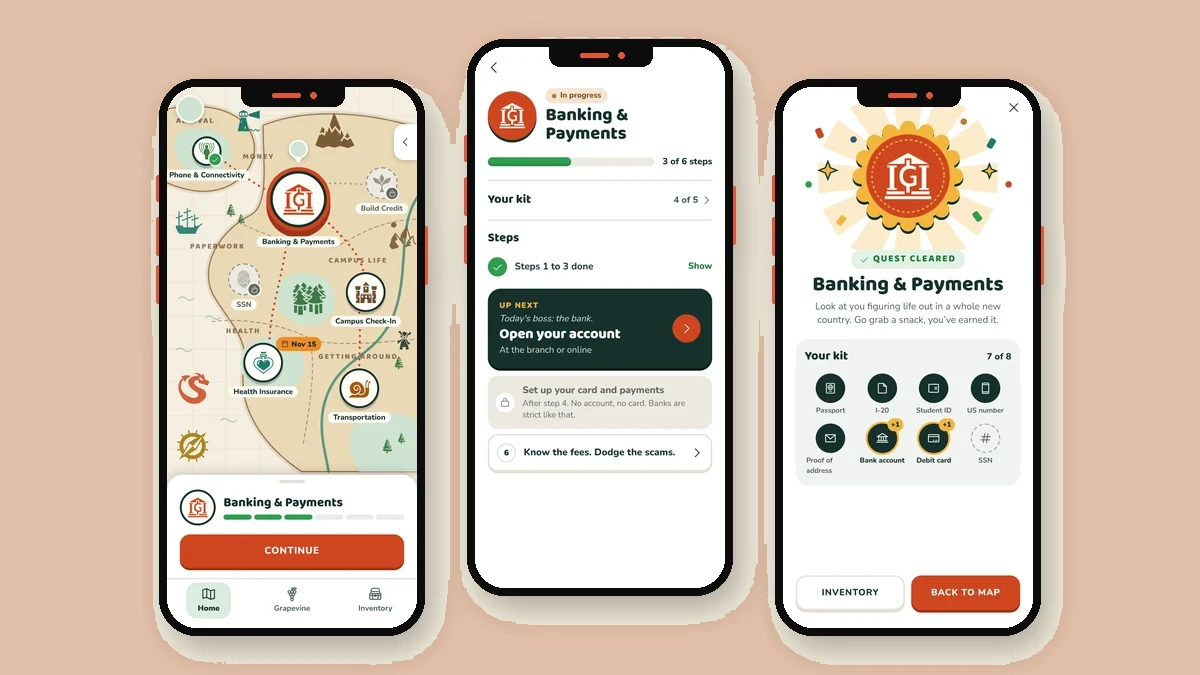 MONEY
Phone & Connectivity
Build Credit
Banking & Payments
PAPERWORK
CAMPUS LIFE
SSN
Campus Check-In
HEALTH
Nov 15
GETTING AROUND
Health Insurance
Transportation
Banking & Payments
CONTINUE
Home
Grapevine
Inventory
In progress
Banking &
Payments
3 of 6 steps
Your kit
4 of 5
Steps
Steps 1 to 3 done
Show
UP NEXT
Today's boss: the bank.
Open your account
At the branch or online
Set up your card and payments
After step 4. No account, no card. Banks are
strict like that.
6
Know the fees. Dodge the scams.
QUEST CLEARED
Banking & Payments
Look at you figuring life out in a whole new
country. Go grab a snack, you've earned it.
Your kit
7 of 8
Passport
I-20
Student ID
US number
+1
+1
Proof of
address
Bank account
Debit card
#
SSN
INVENTORY
BACK TO MAP